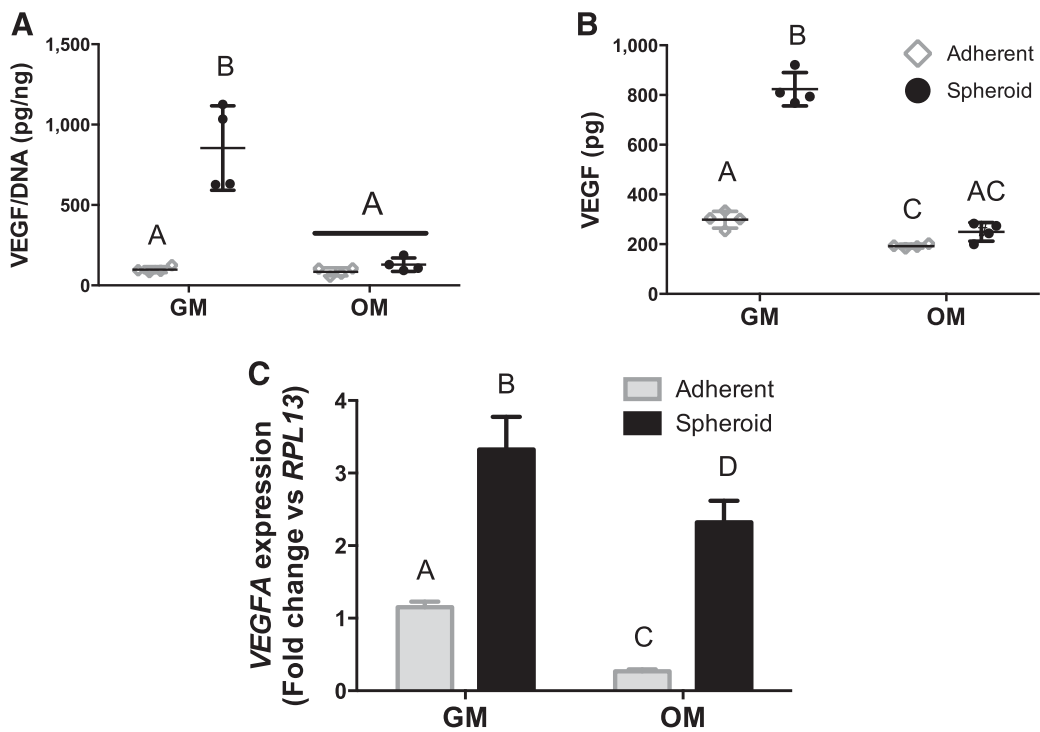 A
VEGF/DNA (pg/ng)
1,500
1,000
500
0
A
B
A
GM
OM
B
VEGF (pg)
1,000
800
600
400
200
0
A
B
C
AC
GM
OM
Adherent
Spheroid
C
VEGFA expression
(Fold change vs RPL13)
4
3
2
1
0
A
B
C
D
GM
OM
Adherent
Spheroid